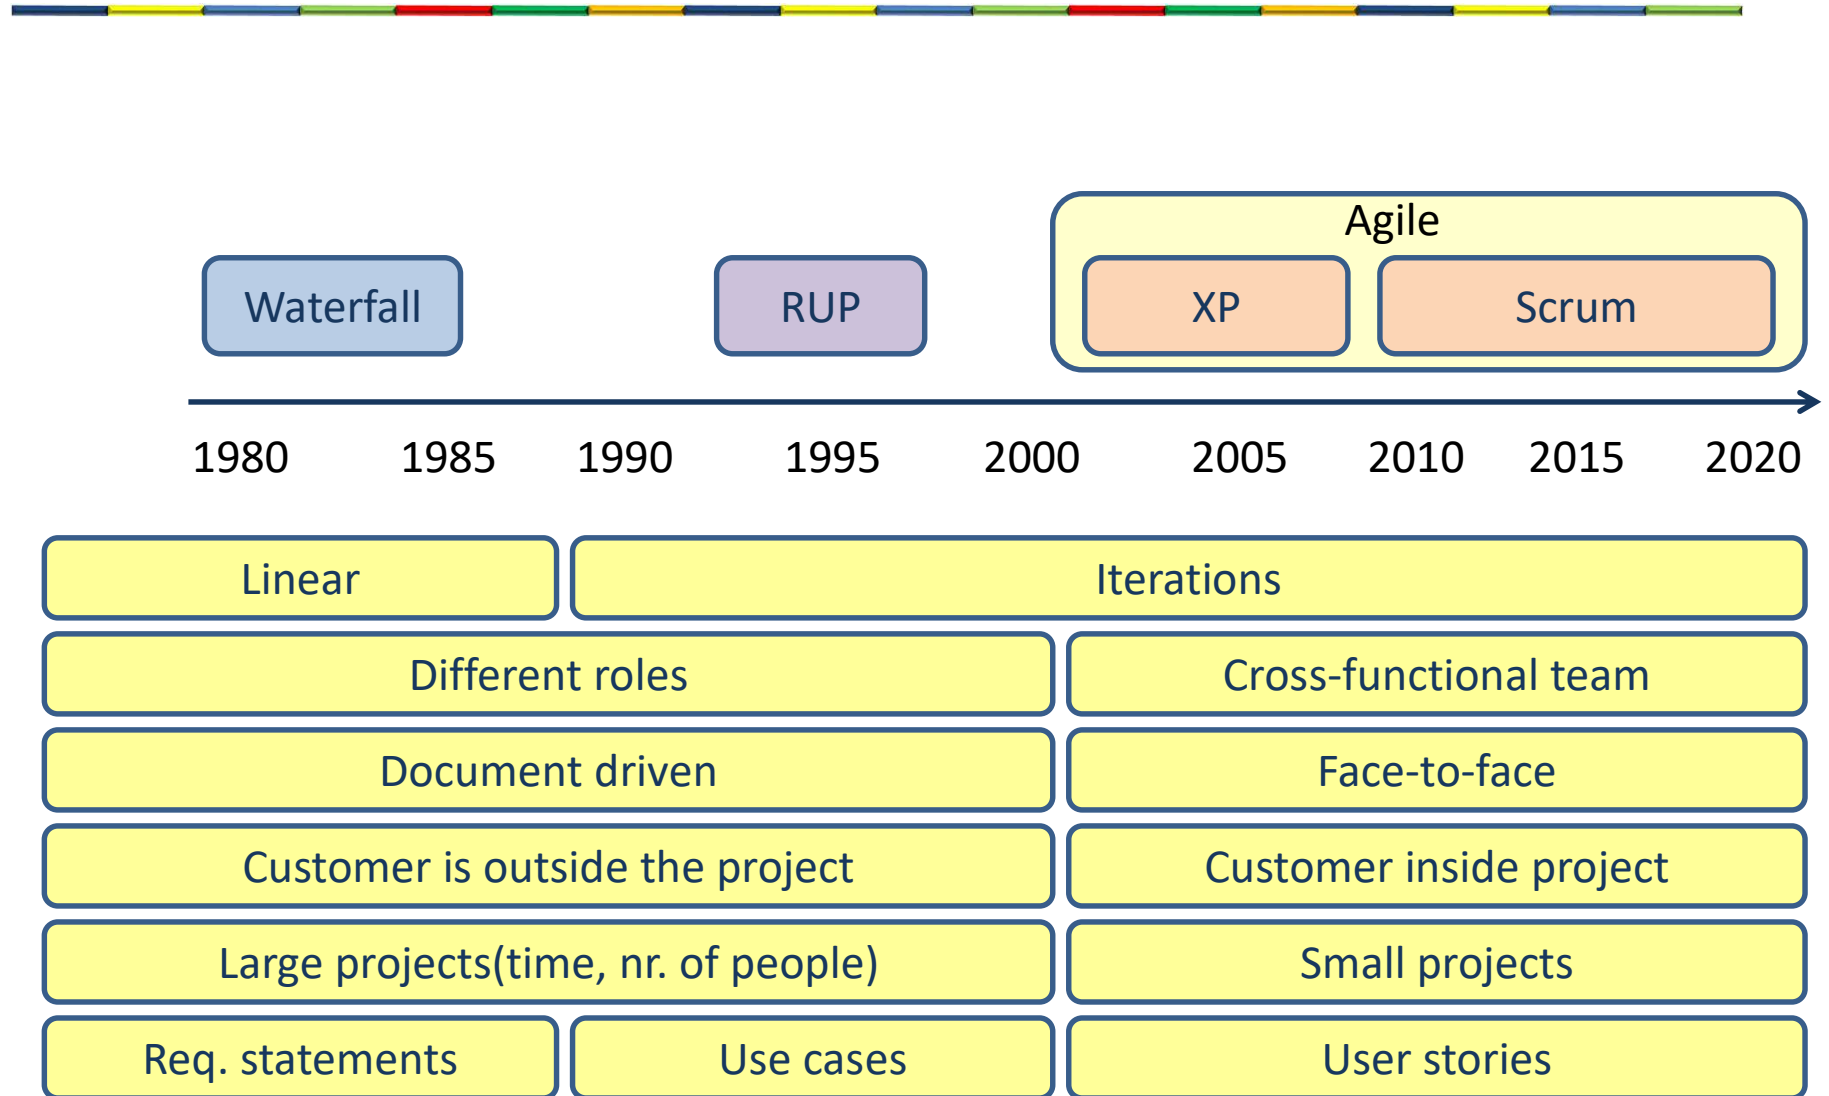 Agile
Waterfall RUP XP Scrum
1980 1985 1990 1995 2000 2005 2010 2015 2020
Linear Iterations
Different roles Cross-functional team
Document driven Face-to-face
Customer is outside the project Customer inside project
Large projects(time, nr. of people) Small projects
Req. statements Use cases User stories